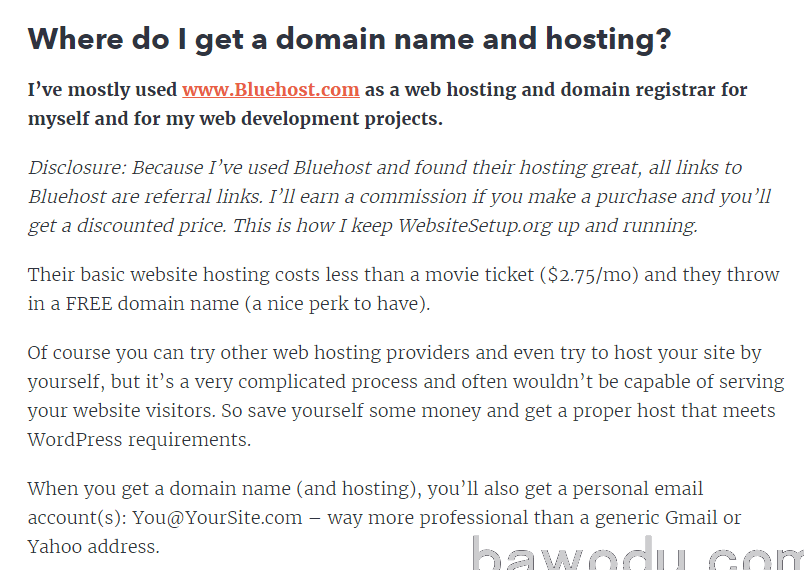 Where do I get a domain name and hosting?
I’ve mostly used www.Bluehost.com as a web hosting and domain registrar for
myself and for my web development projects.
Disclosure: Because I’ve used Bluehost and found their hosting great, all links to
Bluehost are referral links. I’ll earn a commission if you make a purchase and you’ll
get a discounted price. This is how I keep WebsiteSetup.org up and running.
Their basic website hosting costs less than a movie ticket ($2.75/mo) and they throw
in a FREE domain name (a nice perk to have).
Of course you can try other web hosting providers and even try to host your site by
yourself, but it’s a very complicated process and often wouldn’t be capable of serving
your website visitors. So save yourself some money and get a proper host that meets
WordPress requirements.
When you get a domain name (and hosting), you’ll also get a personal email
account(s): You@YourSite.com – way more professional than a generic Gmail or
Yahoo address.
bawodu.com